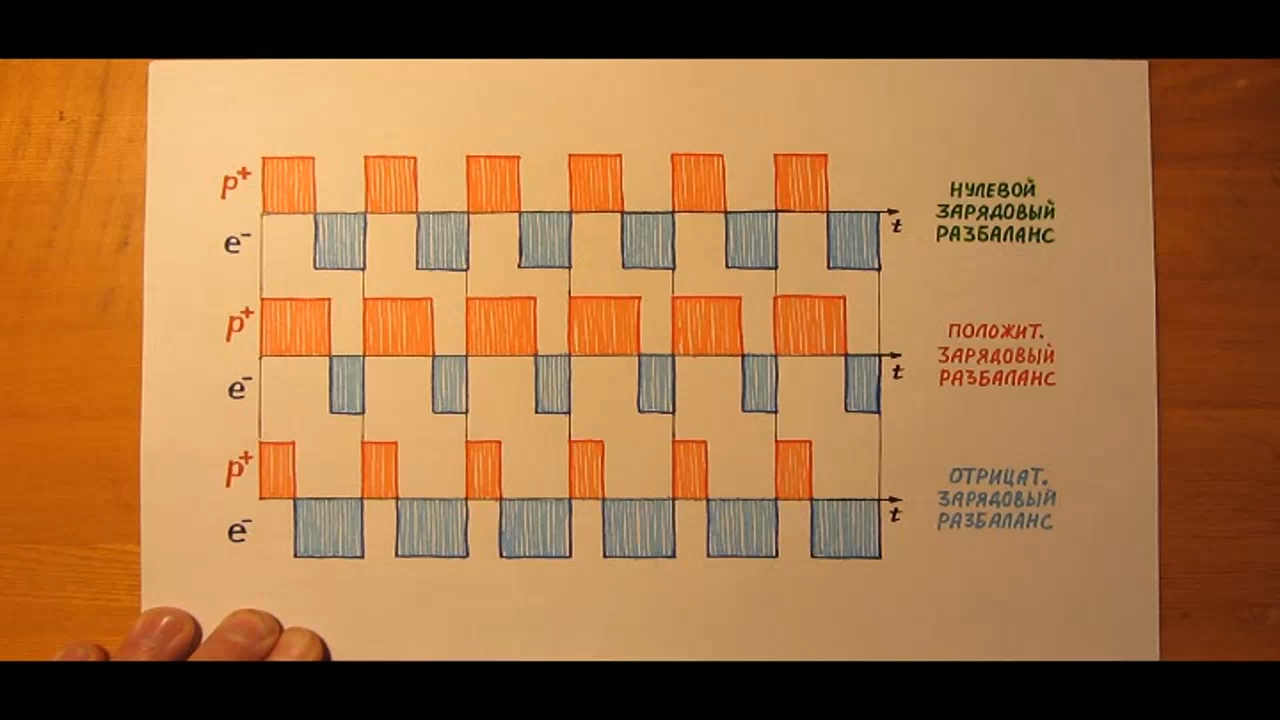 p⁺
e⁻
t
НУЛЕВОЙ
ЗАРЯДОВЫЙ
РАЗБАЛАНС
p⁺
e⁻
t
ПОЛОЖИТ.
ЗАРЯДОВЫЙ
РАЗБАЛАНС
p⁺
e⁻
t
ОТРИЦАТ.
ЗАРЯДОВЫЙ
РАЗБАЛАНС